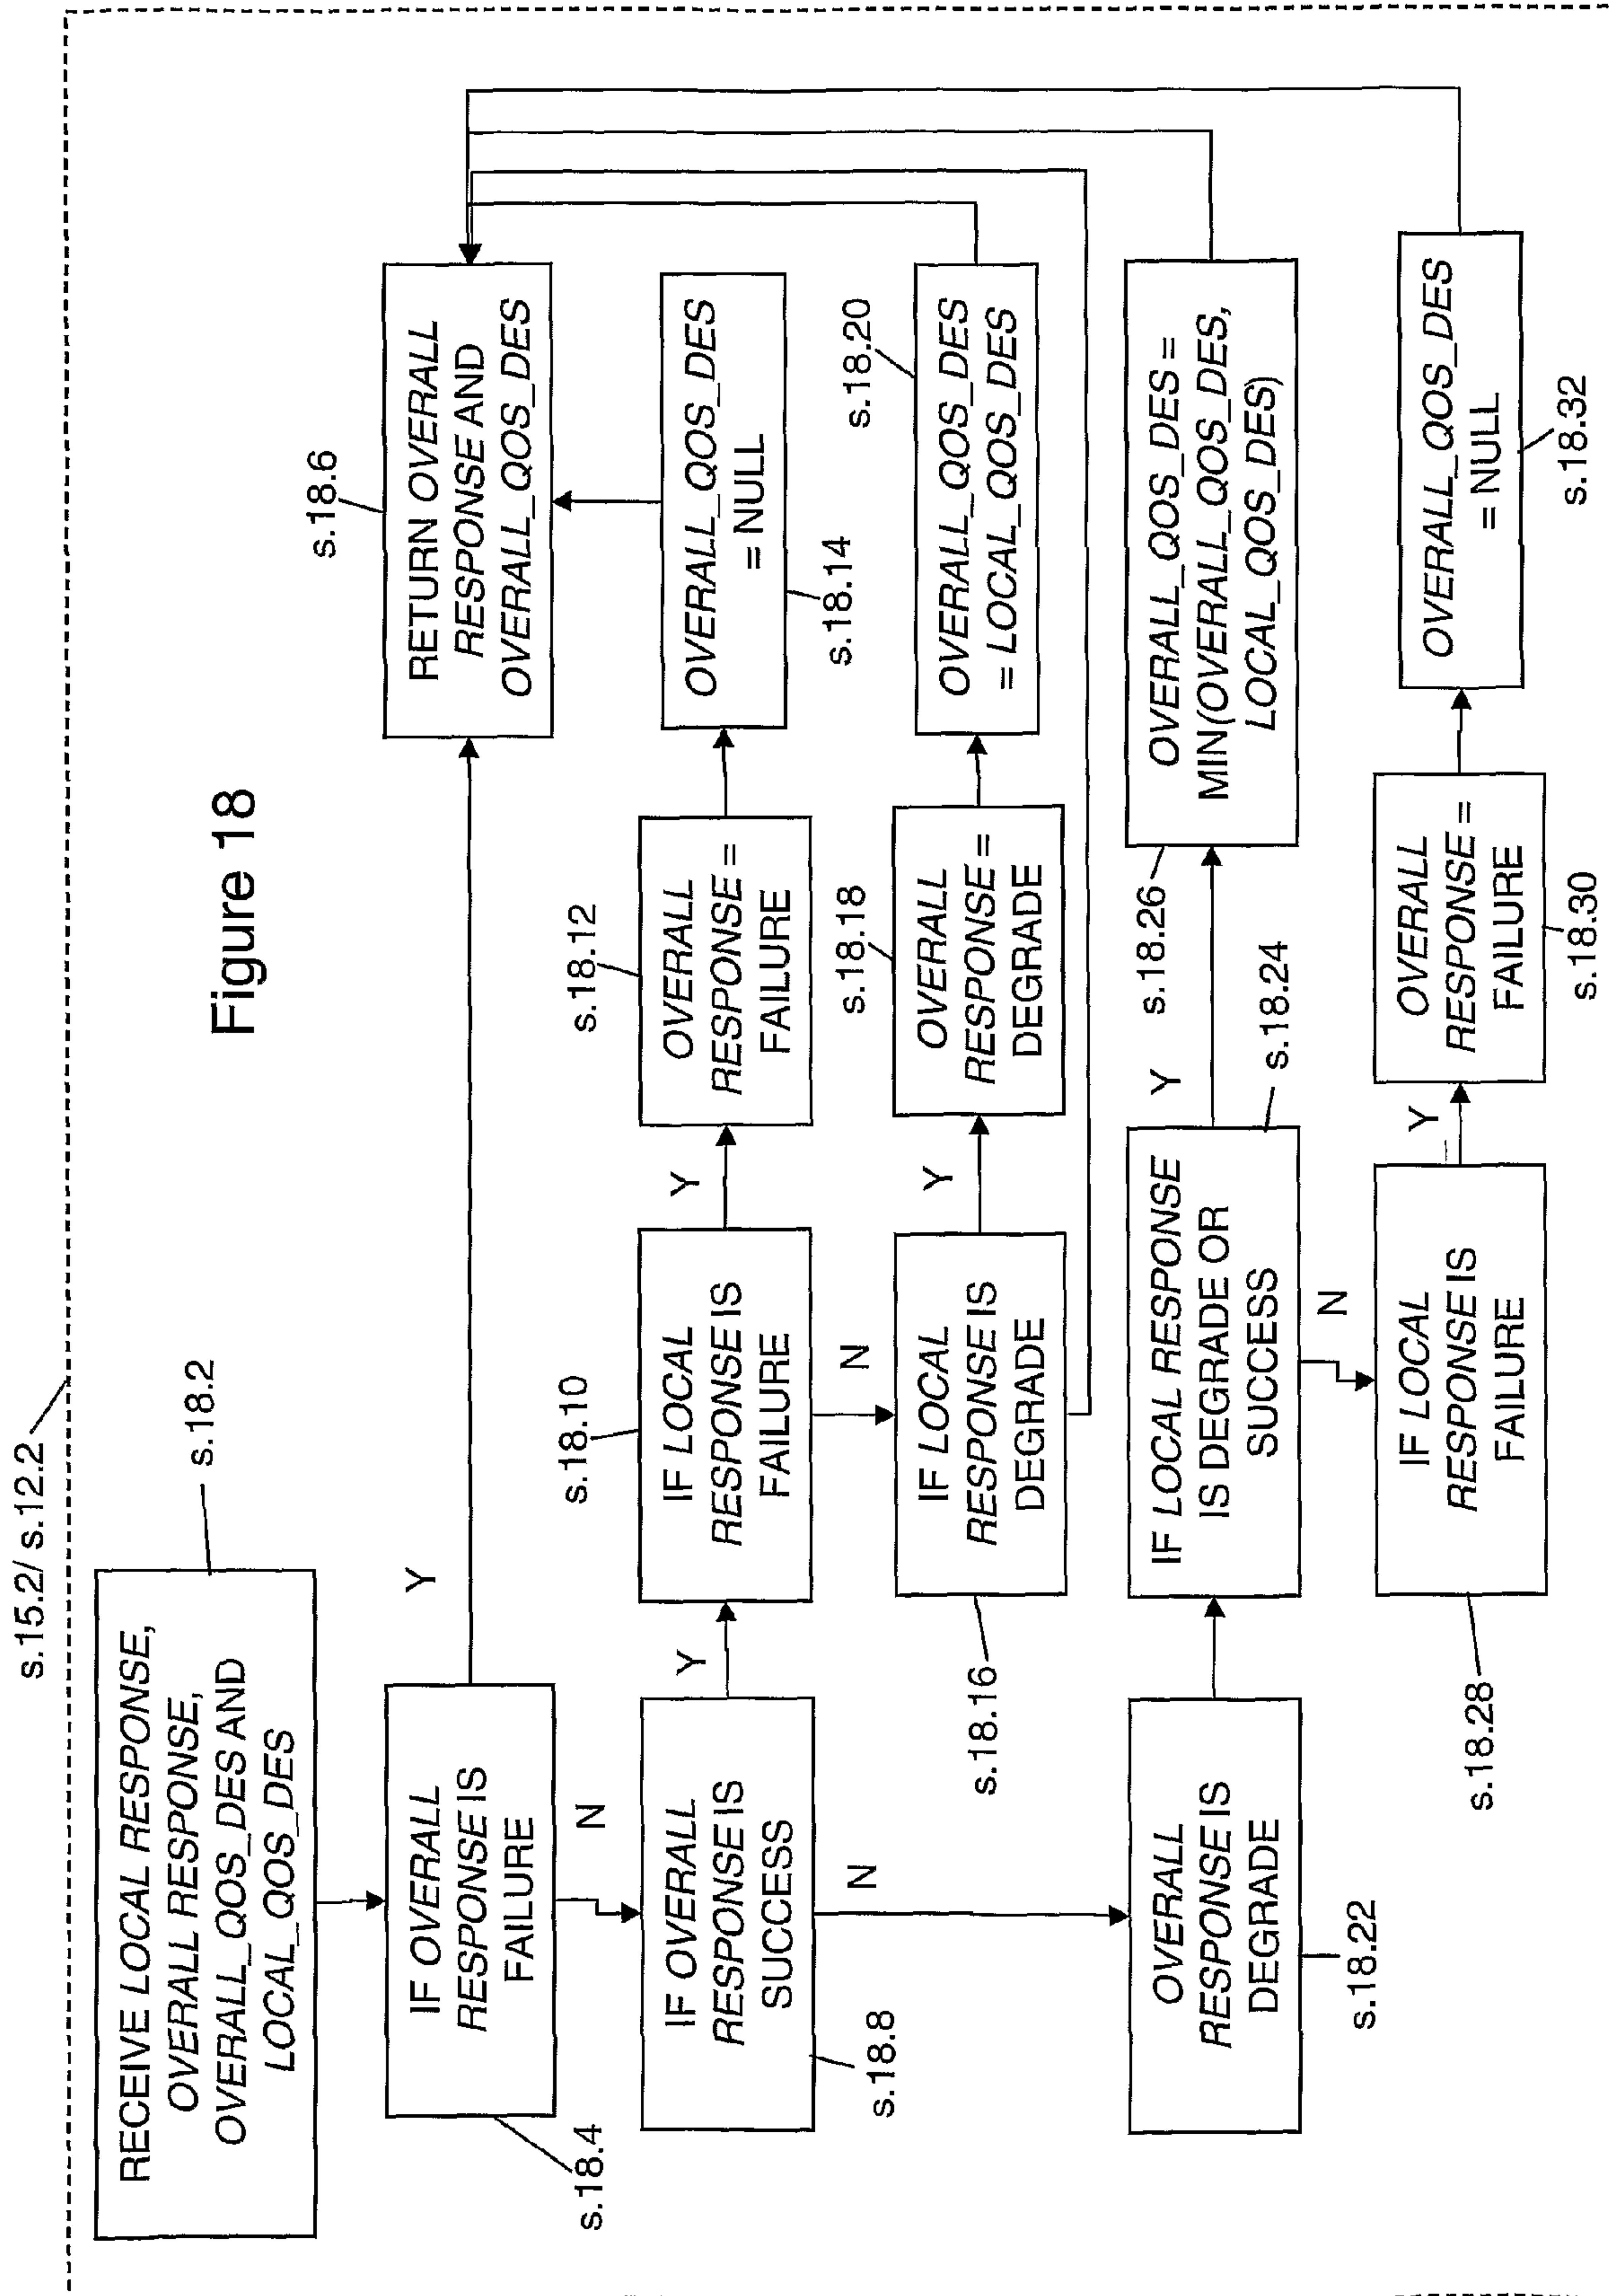 s.15.2/ s.12.2
Figure 18
RECEIVE LOCAL RESPONSE,
OVERALL RESPONSE,
OVERALL_QOS_DES AND
LOCAL_QOS_DES
s.18.2
IF OVERALL
RESPONSE IS
FAILURE
s.18.4
Y
N
RETURN OVERALL
RESPONSE AND
OVERALL_QOS_DES
s.18.6
IF OVERALL
RESPONSE IS
SUCCESS
s.18.8
Y
N
IF LOCAL
RESPONSE IS
FAILURE
s.18.10
Y
N
OVERALL
RESPONSE =
FAILURE
s.18.12
OVERALL_QOS_DES
= NULL
s.18.14
IF LOCAL
RESPONSE IS
DEGRADE
s.18.16
Y
OVERALL
RESPONSE =
DEGRADE
s.18.18
OVERALL_QOS_DES
= LOCAL_QOS_DES
s.18.20
OVERALL
RESPONSE IS
DEGRADE
s.18.22
IF LOCAL RESPONSE
IS DEGRADE OR
SUCCESS
s.18.24
Y
N
OVERALL_QOS_DES =
MIN(OVERALL_QOS_DES,
LOCAL_QOS_DES)
s.18.26
IF LOCAL
RESPONSE IS
FAILURE
s.18.28
Y
OVERALL
RESPONSE =
FAILURE
s.18.30
OVERALL_QOS_DES
= NULL
s.18.32